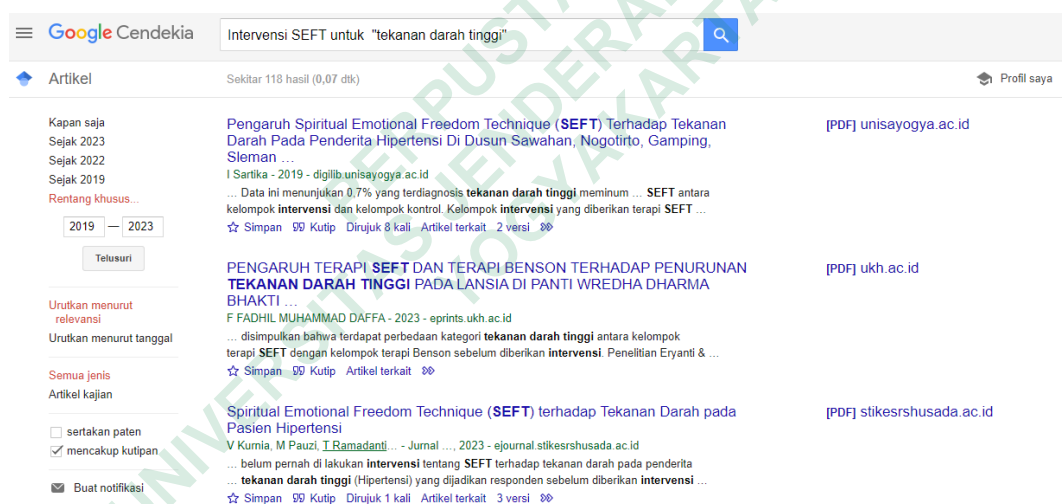 Google Cendekia
Intervensi SEFT untuk "tekanan darah tinggi"
Artikel
Sekitar 118 hasil (0,07 dtk)
Profil saya
Kapan saja
Sejak 2023
Sejak 2022
Sejak 2019
Rentang khusus...
2019 — 2023
Telusuri
Urutkan menurut
relevansi
Urutkan menurut tanggal
Semua jenis
Artikel kajian
sertakan paten
mencakup kutipan
Buat notifikasi
Pengaruh Spiritual Emotional Freedom Technique (SEFT) Terhadap Tekanan
Darah Pada Penderita Hipertensi Di Dusun Sawahan, Nogotirto, Gamping,
Sleman ...
I Sartika - 2019 - digilib.unisayogya.ac.id
... Data ini menunjukan 0,7% yang terdiagnosis tekanan darah tinggi meminum ... SEFT antara
kelompok intervensi dan kelompok kontrol. Kelompok intervensi yang diberikan terapi SEFT ...
Simpan Kutip Dirujuk 8 kali Artikel terkait 2 versi
[PDF] unisayogya.ac.id
PENGARUH TERAPI SEFT DAN TERAPI BENSON TERHADAP PENURUNAN
TEKANAN DARAH TINGGI PADA LANSIA DI PANTI WREDHA DHARMA
BHAKTI ...
F FADHIL MUHAMMAD DAFFA - 2023 - eprints.ukh.ac.id
... disimpulkan bahwa terdapat perbedaan kategori tekanan darah tinggi antara kelompok
terapi SEFT dengan kelompok terapi Benson sebelum diberikan intervensi. Penelitian Eryanti & ...
Simpan Kutip Artikel terkait
[PDF] ukh.ac.id
Spiritual Emotional Freedom Technique (SEFT) terhadap Tekanan Darah pada
Pasien Hipertensi
V Kurnia, M Pauzi, T Ramadanti... - Jurnal ..., 2023 - ejournal.stikesrshusada.ac.id
... belum pernah di lakukan intervensi tentang SEFT terhadap tekanan darah pada penderita
... tekanan darah tinggi (Hipertensi) yang dijadikan responden sebelum diberikan intervensi ...
Simpan Kutip Dirujuk 1 kali Artikel terkait 3 versi
[PDF] stikesrshusada.ac.id